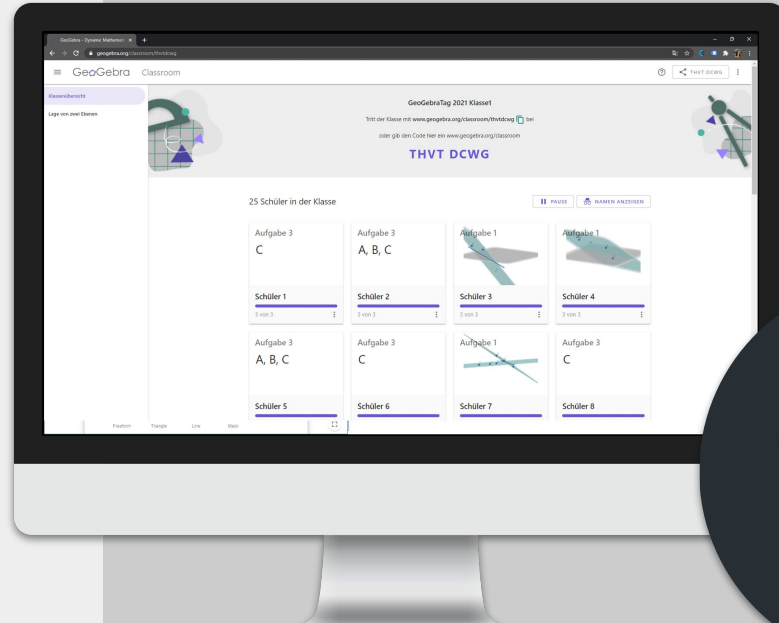 GeoGebra - Dynamic Mathemati
geogebra.org/classroom/thvtdcwg
GeoGebra Classroom
THVT DCWG
Klassenübersicht
Lage von zwei Ebenen
GeoGebraTag 2021 Klasse1
Tritt der Klasse mit www.geogebra.org/classroom/thvtdcwg bei
oder gib den Code hier ein www.geogebra.org/classroom
THVT DCWG
25 Schüler in der Klasse
PAUSE
NAMEN ANZEIGEN
Aufgabe 3
C
Schüler 1
3 von 3
Aufgabe 3
A, B, C
Schüler 2
3 von 3
Aufgabe 1
Schüler 3
3 von 3
Aufgabe 1
Schüler 4
3 von 3
Aufgabe 3
A, B, C
Schüler 5
Aufgabe 3
C
Schüler 6
Aufgabe 1
Schüler 7
Aufgabe 3
C
Schüler 8
Freeform Triangle Line Mask